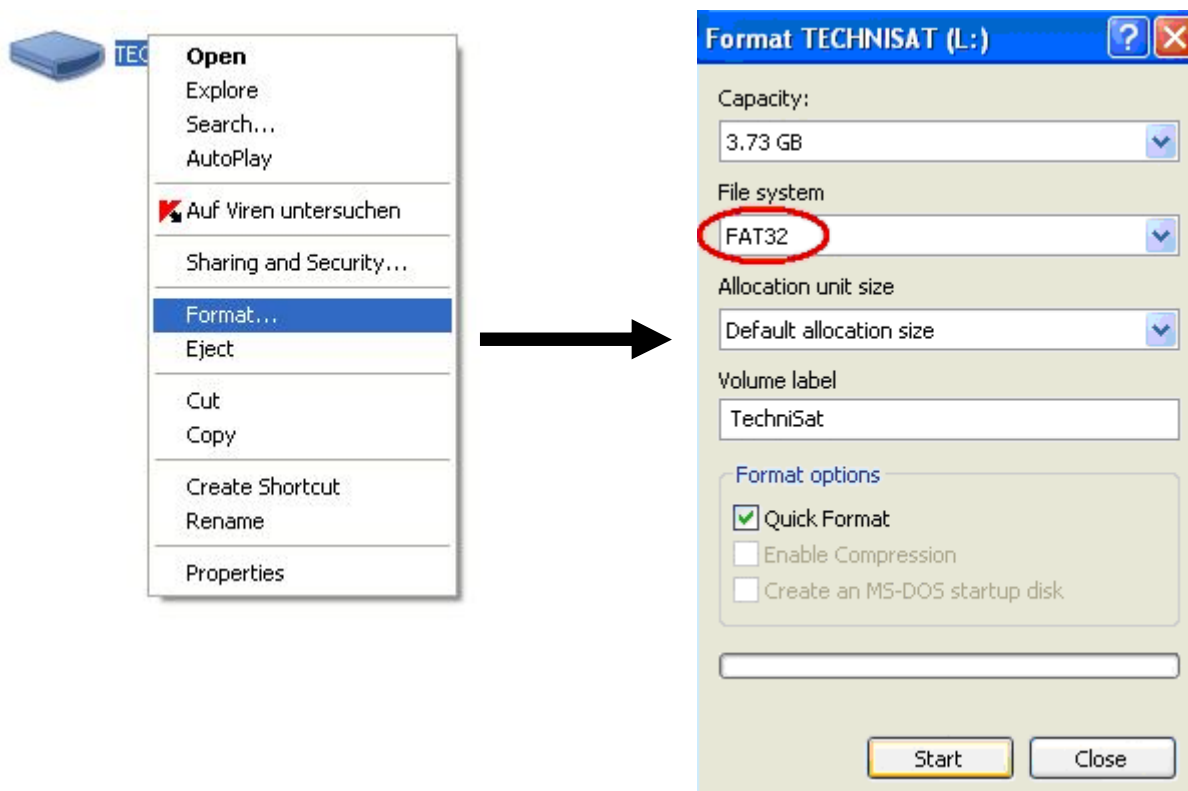 TEC
Open
Explore
Search...
AutoPlay
Auf Viren untersuchen
Sharing and Security...
Format...
Eject
Cut
Copy
Create Shortcut
Rename
Properties
Format TECHNISAT (L:)
Capacity:
3.73 GB
File system
FAT32
Allocation unit size
Default allocation size
Volume label
TechniSat
Format options
Quick Format
Enable Compression
Create an MS-DOS startup disk
Start
Close